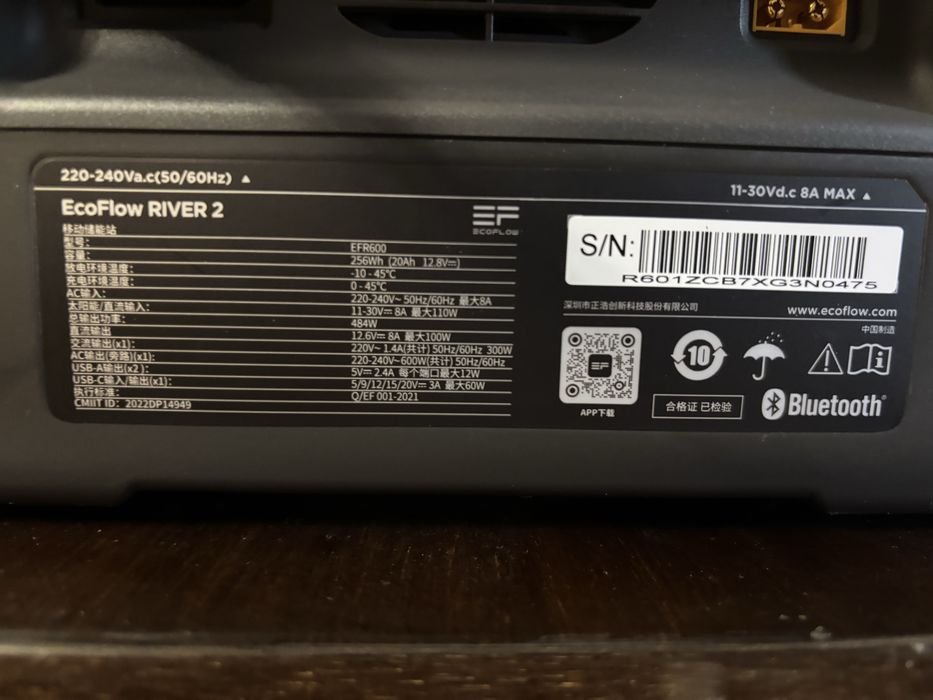 220-240Va.c(50/60Hz) ▲
11-30Vd.c 8A MAX ▲
EcoFlow RIVER 2
EF
ECOFLOW
移动储能站
型号: EFR600
容量: 256Wh (20Ah 12.8V⎓)
放电环境温度: -10 - 45℃
充电环境温度: 0 - 45℃
AC输入: 220-240V~ 50Hz/60Hz 最大8A
太阳能/直流输入: 11-30V⎓ 8A 最大110W
总输出功率: 484W
直流输出 12.6V⎓ 8A 最大100W
交流输出(x1): 220V~ 1.4A(共计) 50Hz/60Hz 300W
AC输出(旁路)(x1): 220-240V~600W(共计) 50Hz/60Hz
USB-A输出(x2): 5V⎓ 2.4A 每个端口最大12W
USB-C输入/输出(x1): 5/9/12/15/20V⎓ 3A 最大60W
执行标准: Q/EF 001-2021
CMIIT ID: 2022DP14949
S/N:
R601ZCB7XG3N0475
深圳市正浩创新科技股份有限公司
www.ecoflow.com
中国制造
EF
10
APP下载
合格证 已检验
Bluetooth®